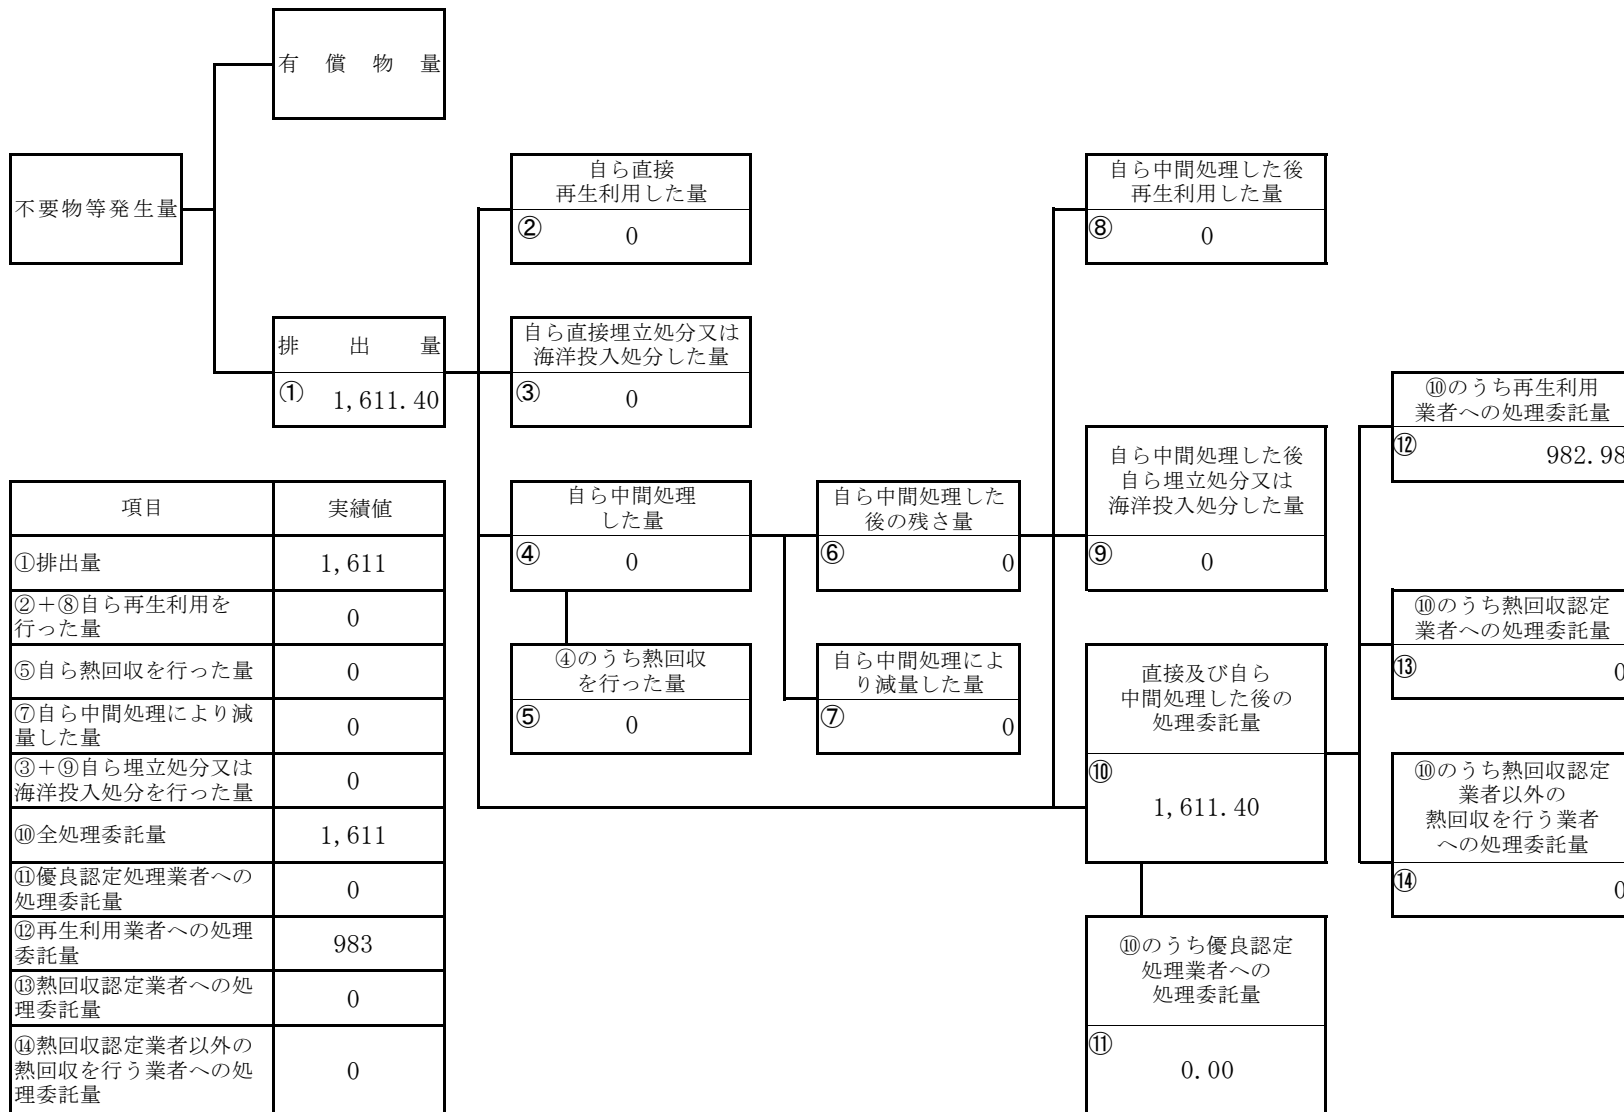 有償物量
不要物等発生量
排出量
① 1,611.40
自ら直接
再生利用した量
② 0
自ら直接埋立処分又は
海洋投入処分した量
③ 0
自ら中間処理
した量
④ 0
④のうち熱回収
を行った量
⑤ 0
自ら中間処理した
後の残さ量
⑥ 0
自ら中間処理によ
り減量した量
⑦ 0
自ら中間処理した後
再生利用した量
⑧ 0
自ら中間処理した後
自ら埋立処分又は
海洋投入処分した量
⑨ 0
直接及び自ら
中間処理した後の
処理委託量
⑩
1,611.40
⑩のうち優良認定
処理業者への
処理委託量
⑪
0.00
⑩のうち再生利用
業者への処理委託量
⑫ 982.98
⑩のうち熱回収認定
業者への処理委託量
⑬ 0
⑩のうち熱回収認定
業者以外の
熱回収を行う業者
への処理委託量
⑭ 0
項目 実績値
①排出量 1,611
②+⑧自ら再生利用を
行った量 0
⑤自ら熱回収を行った量 0
⑦自ら中間処理により減
量した量 0
③+⑨自ら埋立処分又は
海洋投入処分を行った量 0
⑩全処理委託量 1,611
⑪優良認定処理業者への
処理委託量 0
⑫再生利用業者への処理
委託量 983
⑬熱回収認定業者への処
理委託量 0
⑭熱回収認定業者以外の
熱回収を行う業者への処
理委託量 0